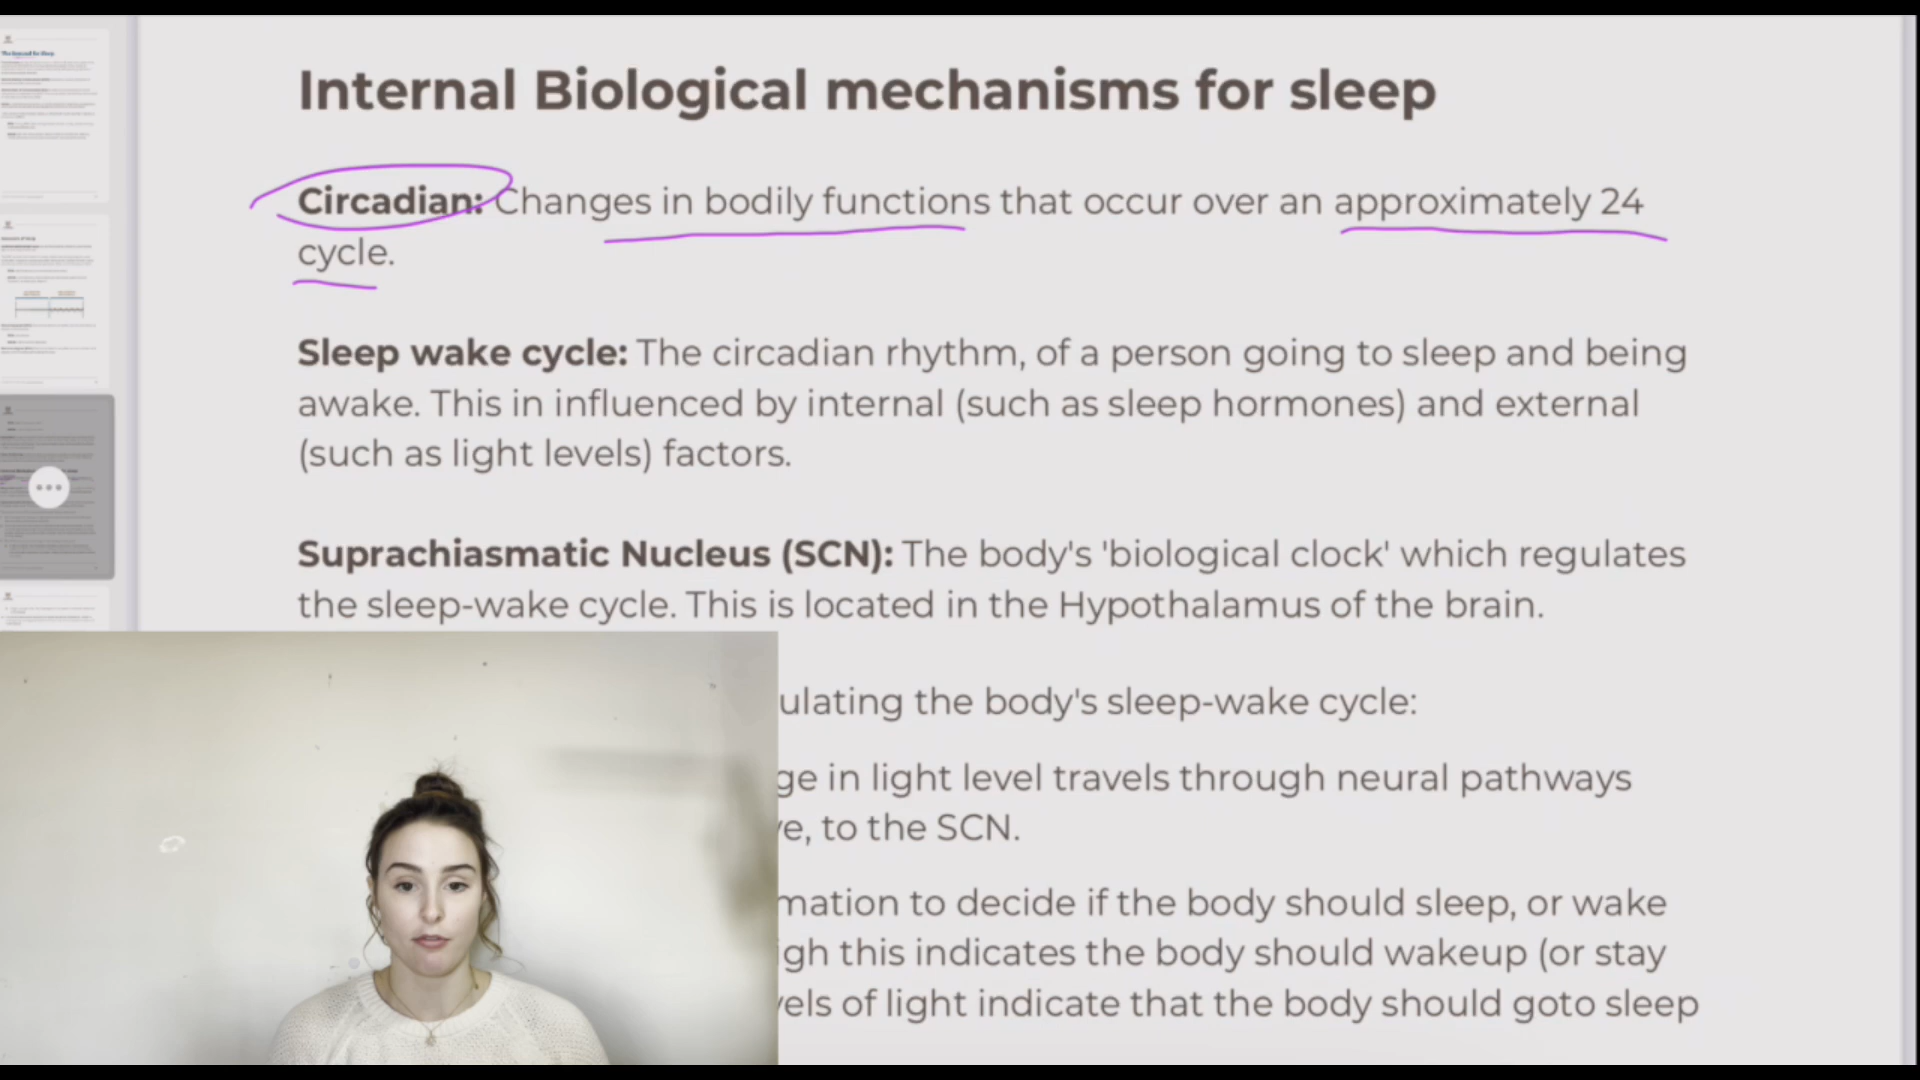 Internal Biological mechanisms for sleep
Circadian: Changes in bodily functions that occur over an approximately 24
cycle.
Sleep wake cycle: The circadian rhythm, of a person going to sleep and being
awake. This in influenced by internal (such as sleep hormones) and external
(such as light levels) factors.
Suprachiasmatic Nucleus (SCN): The body's 'biological clock' which regulates
the sleep-wake cycle. This is located in the Hypothalamus of the brain.
ulating the body's sleep-wake cycle:
ge in light level travels through neural pathways
e, to the SCN.
mation to decide if the body should sleep, or wake
igh this indicates the body should wakeup (or stay
vels of light indicate that the body should goto sleep